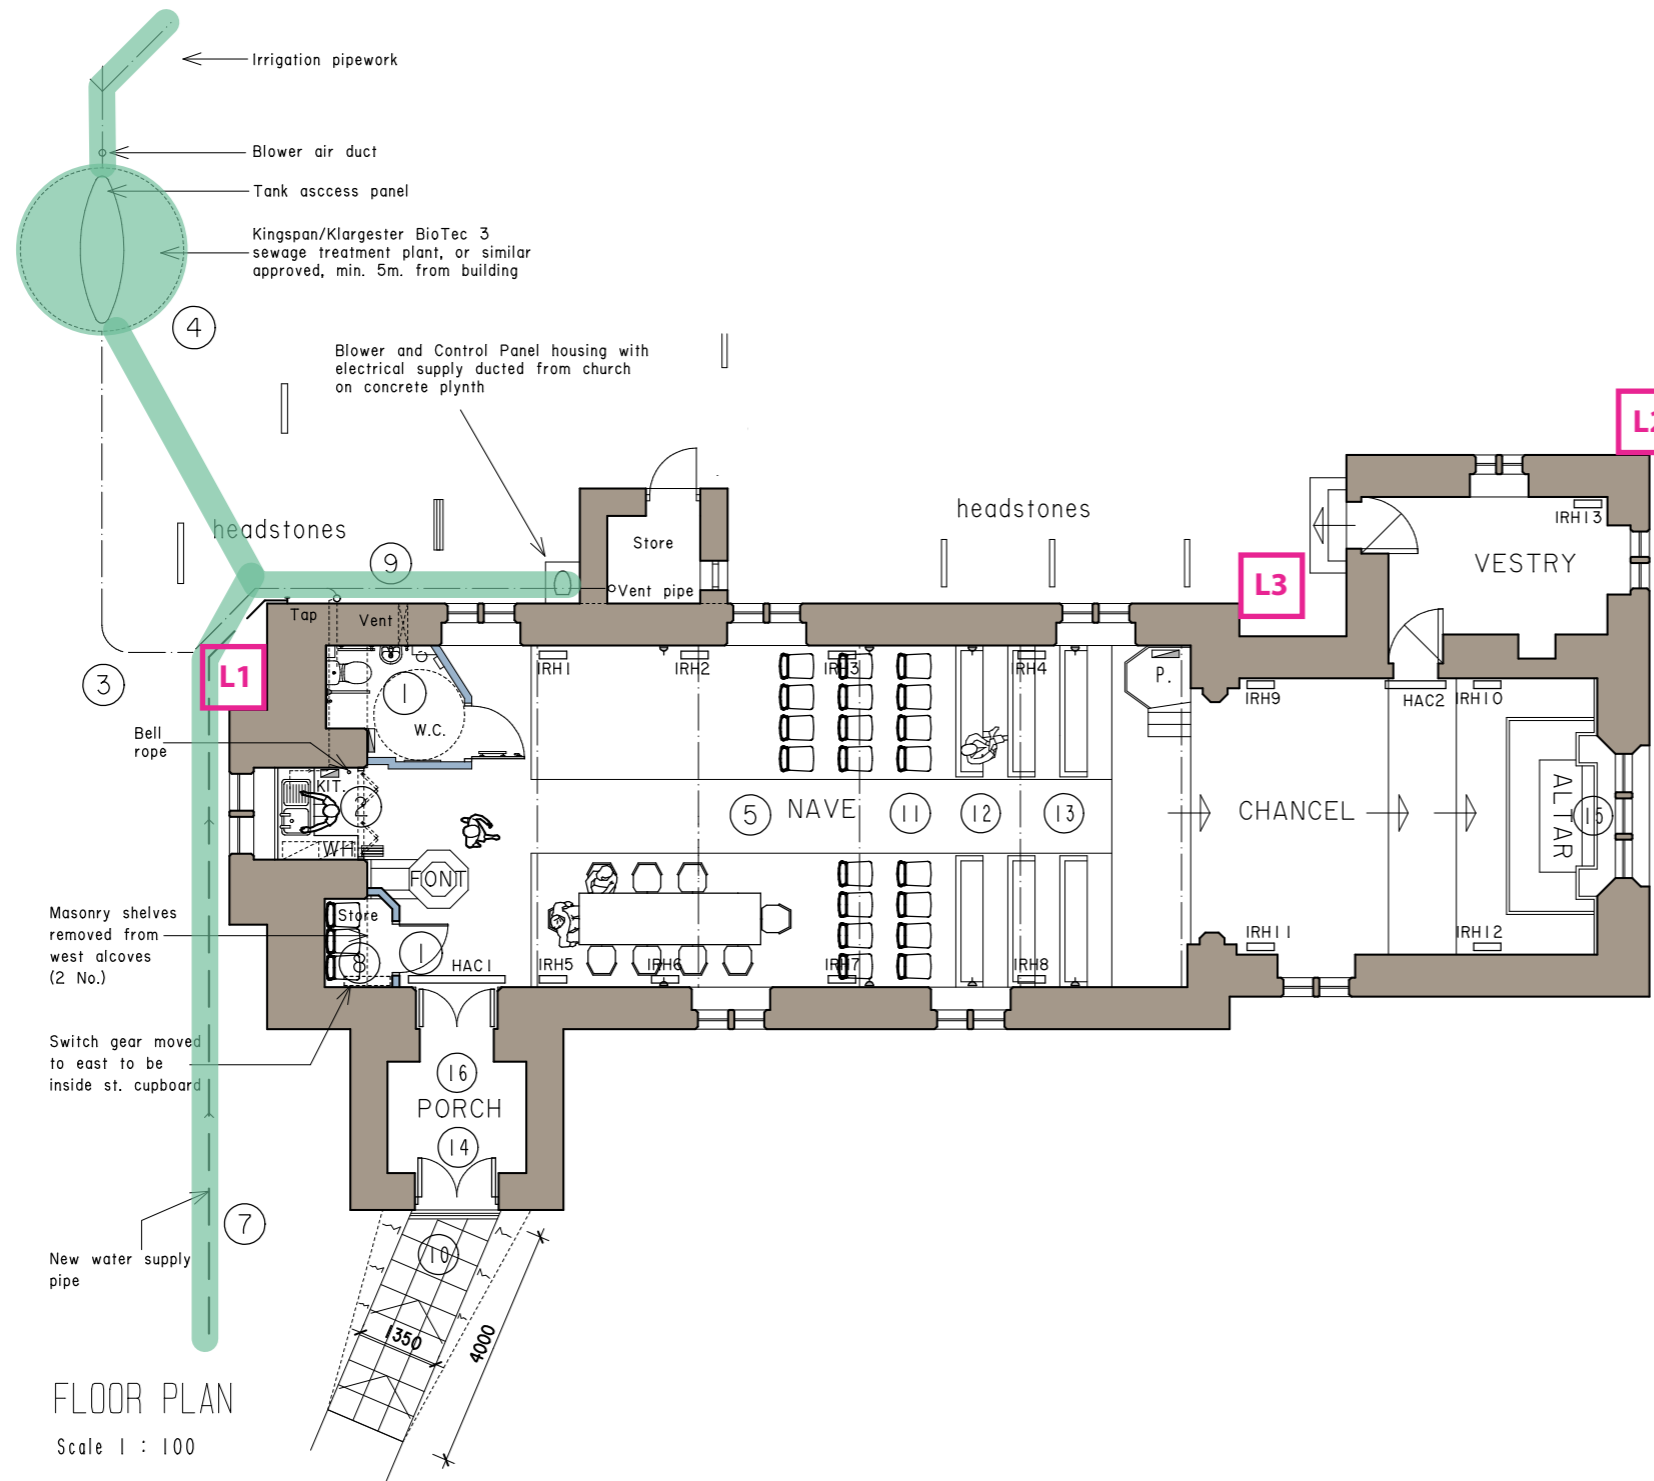 Irrigation pipework
Blower air duct
Tank asccess panel
Kingspan/Klargester BioTec 3
sewage treatment plant, or similar
approved, min. 5m. from building
4
Blower and Control Panel housing with
electrical supply ducted from church
on concrete plynth
headstones
headstones
9
Store
Vent pipe
Tap
Vent
L1
L3
IRH13
VESTRY
3
IRH1
IRH2
IRH3
IRH4
P.
IRH9
HAC2
IRH10
1
W.C.
Bell
rope
KIT.
2
WH
5
NAVE
11
12
13
CHANCEL
ALTAR
15
FONT
Masonry shelves
removed from
west alcoves
(2 No.)
Store
8
1
HAC1
IRH5
IRH6
IRH7
IRH8
IRH11
IRH12
Switch gear moved
to east to be
inside st. cupboard
16
PORCH
14
7
New water supply
pipe
10
1350
4000
FLOOR PLAN
Scale 1 : 100